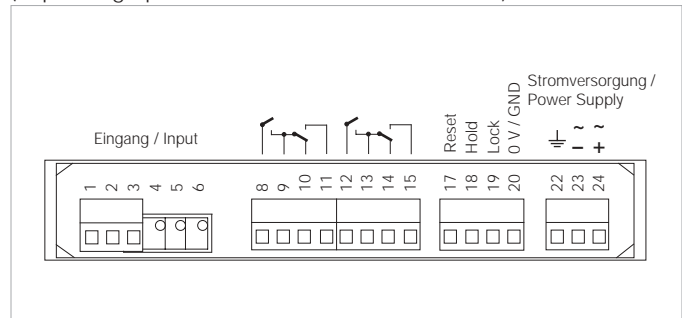 Stromversorgung /
Power Supply
Eingang / Input
Reset
Hold
Lock
0 V / GND
~ ~
− +
1 2 3 4 5 6 8 9 10 11 12 13 14 15 17 18 19 20 22 23 24